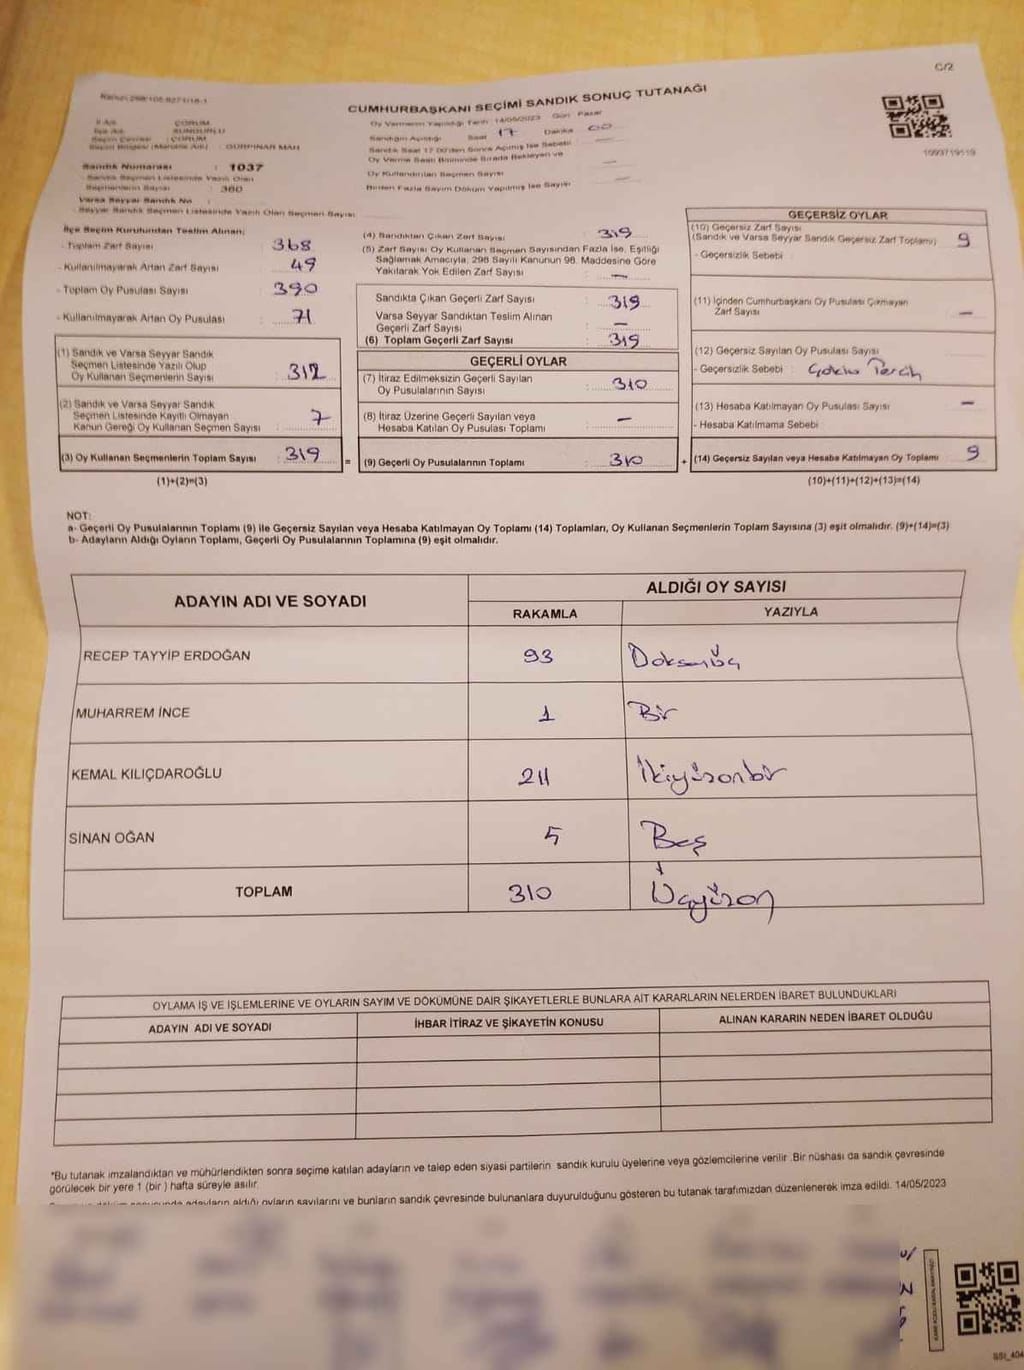 C/2
CUMHURBAŞKANI SEÇİMİ SANDIK SONUÇ TUTANAĞI
Oy Vermenin Yapıldığı Tarih 14/05/2023 Gün Pazar
İl Adı : ÇORUM
İlçe Adı : SUNGURLU
Seçim Çevresi : ÇORUM
GÜRPINAR MAH
Sandığın Açıldığı Saat 17 Dakika 00
Sandık Saat 17.00'den Sonra Açılmış İse Sebebi
Oy Verme Saati Bitiminde Sırada Bekleyen ve
Oy Kullandırılan Seçmen Sayısı
Birden Fazla Sayım Döküm Yapılmış İse Sayısı
1093719519
Sandık Numarası : 1037
Sandık Seçmen Listesinde Yazılı Olan
Seçmenlerin Sayısı : 380
Varsa Seyyar Sandık No
Seyyar Sandık Seçmen Listesinde Yazılı Olan Seçmen Sayısı
İlçe Seçim Kurulundan Teslim Alınan;
- Toplam Zarf Sayısı : 368
- Kullanılmayarak Artan Zarf Sayısı : 49
- Toplam Oy Pusulası Sayısı : 390
- Kullanılmayarak Artan Oy Pusulası : 71
(1) Sandık ve Varsa Seyyar Sandık
Seçmen Listesinde Yazılı Olup
Oy Kullanan Seçmenlerin Sayısı : 312
(2) Sandık ve Varsa Seyyar Sandık
Seçmen Listesinde Kayıtlı Olmayan
Kanun Gereği Oy Kullanan Seçmen Sayısı : 7
(3) Oy Kullanan Seçmenlerin Toplam Sayısı : 319 =
(1)+(2)=(3)
(4) Sandıktan Çıkan Zarf Sayısı : 319
(5) Zarf Sayısı Oy Kullanan Seçmen Sayısından Fazla İse, Eşitliği
Sağlamak Amacıyla, 298 Sayılı Kanunun 98. Maddesine Göre
Yakılarak Yok Edilen Zarf Sayısı : —
Sandıkta Çıkan Geçerli Zarf Sayısı : 319
Varsa Seyyar Sandıktan Teslim Alınan
Geçerli Zarf Sayısı : —
(6) Toplam Geçerli Zarf Sayısı : 319
GEÇERLİ OYLAR
(7) İtiraz Edilmeksizin Geçerli Sayılan
Oy Pusulalarının Sayısı : 310
(8) İtiraz Üzerine Geçerli Sayılan veya
Hesaba Katılan Oy Pusulası Toplamı : —
(9) Geçerli Oy Pusulalarının Toplamı : 310 +
GEÇERSİZ OYLAR
(10) Geçersiz Zarf Sayısı
(Sandık ve Varsa Seyyar Sandık Geçersiz Zarf Toplamı) : 9
- Geçersizlik Sebebi :
(11) İçinden Cumhurbaşkanı Oy Pusulası Çıkmayan
Zarf Sayısı : —
(12) Geçersiz Sayılan Oy Pusulası Sayısı
- Geçersizlik Sebebi :
(13) Hesaba Katılmayan Oy Pusulası Sayısı : —
- Hesaba Katılmama Sebebi
(14) Geçersiz Sayılan veya Hesaba Katılmayan Oy Toplamı : 9
(10)+(11)+(12)+(13)=(14)
NOT:
a- Geçerli Oy Pusulalarının Toplamı (9) ile Geçersiz Sayılan veya Hesaba Katılmayan Oy Toplamı (14) Toplamları, Oy Kullanan Seçmenlerin Toplam Sayısına (3) eşit olmalıdır. (9)+(14)=(3)
b- Adayların Aldığı Oyların Toplamı, Geçerli Oy Pusulalarının Toplamına (9) eşit olmalıdır.
ADAYIN ADI VE SOYADI ALDIĞI OY SAYISI
RAKAMLA YAZIYLA
RECEP TAYYİP ERDOĞAN 93 Doksanüç
MUHARREM İNCE 1 Bir
KEMAL KILIÇDAROĞLU 211 İkiyüzonbir
SİNAN OĞAN 5 Beş
TOPLAM 310 Üçyüzon
OYLAMA İŞ VE İŞLEMLERİNE VE OYLARIN SAYIM VE DÖKÜMÜNE DAİR ŞİKAYETLERLE BUNLARA AİT KARARLARIN NELERDEN İBARET BULUNDUKLARI
ADAYIN ADI VE SOYADI İHBAR İTİRAZ VE ŞİKAYETİN KONUSU ALINAN KARARIN NEDEN İBARET OLDUĞU
*Bu tutanak imzalandıktan ve mühürlendikten sonra seçime katılan adayların ve talep eden siyasi partilerin sandık kurulu üyelerine veya gözlemcilerine verilir .Bir nüshası da sandık çevresinde
görülecek bir yere 1 (bir ) hafta süreyle asılır.
adayların aldığı oyların sayılarını ve bunların sandık çevresinde bulunanlara duyurulduğunu gösteren bu tutanak tarafımızdan düzenlenerek imza edildi. 14/05/2023